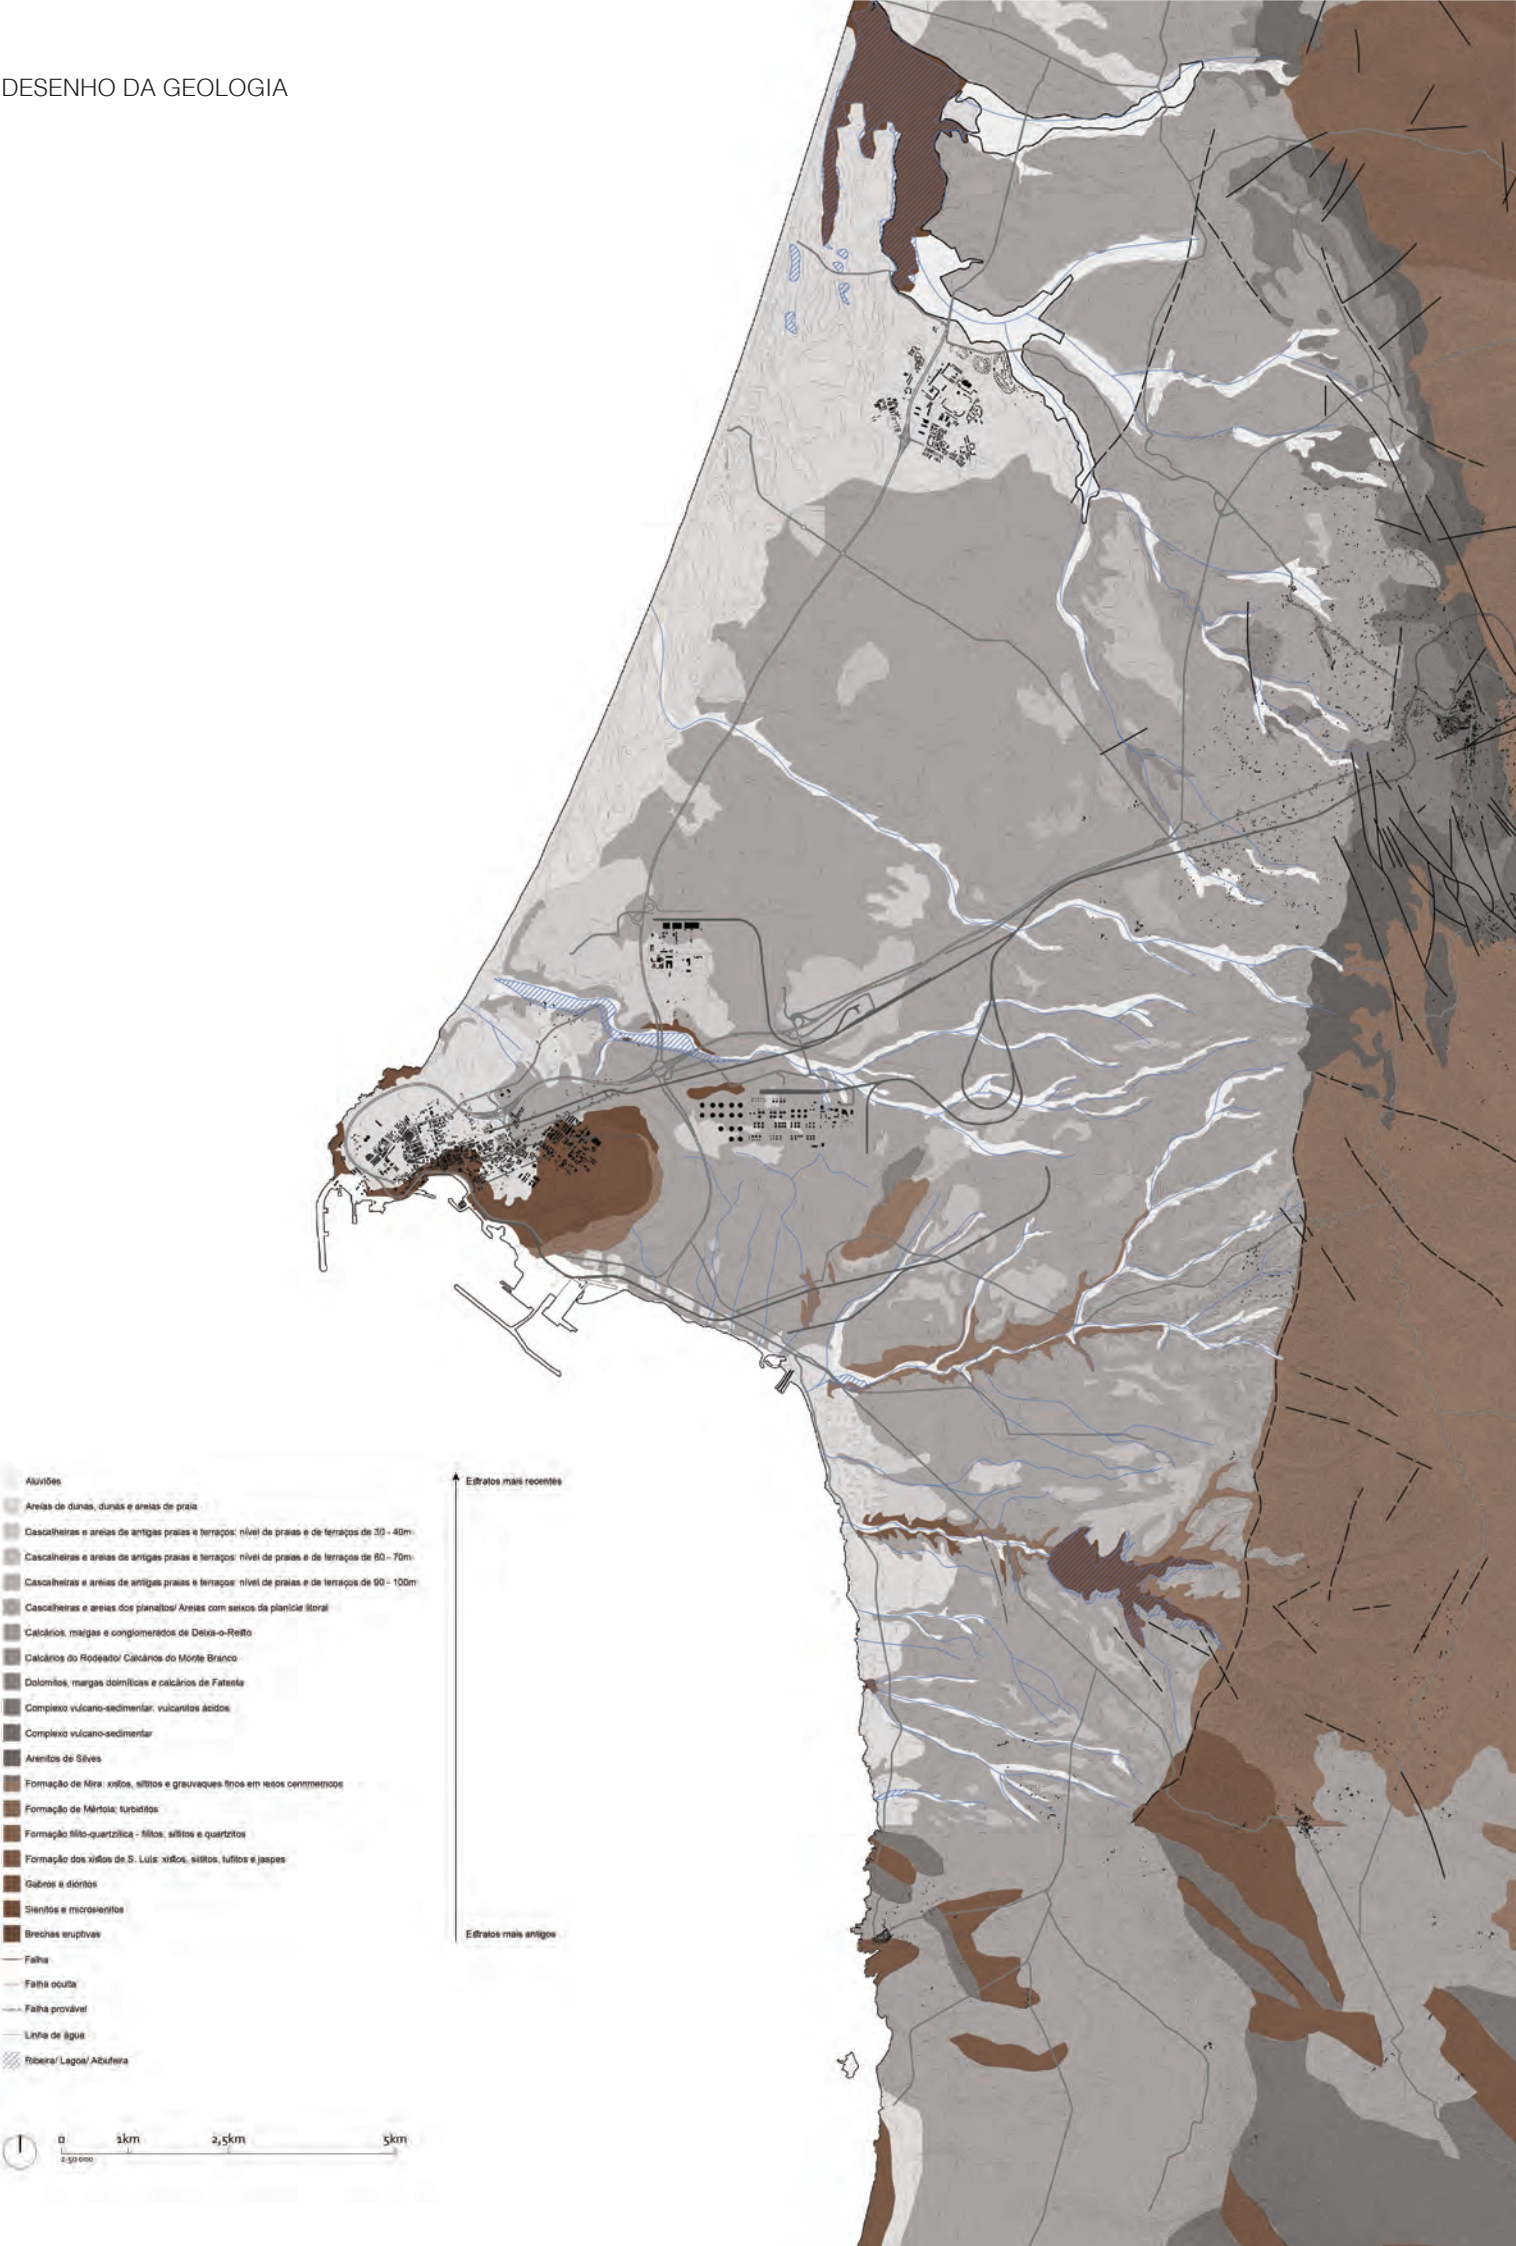 DESENHO DA GEOLOGIA
Aluviões
Estratos mais recentes
Areias de dunas, dunas e areias de praia
Cascalheiras e areias de antigas praias e terraços: nível de praias e de terraços de 30 - 40m
Cascalheiras e areias de antigas praias e terraços: nível de praias e de terraços de 60 - 70m
Cascalheiras e areias de antigas praias e terraços: nível de praias e de terraços de 90 - 100m
Cascalheiras e areias dos planaltos/ Areias com seixos da planície litoral
Calcários, margas e conglomerados de Deixa-o-Resto
Calcários do Rodeado/ Calcários do Monte Branco
Dolomitos, margas dolmíticas e calcários de Fateota
Complexo vulcano-sedimentar: vulcanitos ácidos
Complexo vulcano-sedimentar
Arenitos de Silves
Formação de Mira: xistos, siltitos e grauvaques finos em leitos
Formação de Mértola: turbiditos
Formação filito-quartzítica - filitos, siltitos e quartzitos
Formação dos xistos de S. Luís: xistos, siltitos, tufitos e jaspes
Gabros e dioritos
Sienitos e microsienitos
Brechas eruptivas
Estratos mais antigos
Falha
Falha oculta
Falha provável
Linha de água
Ribeira/ Lagoa/ Albufeira
0 1km 2,5km 5km
1:50 000